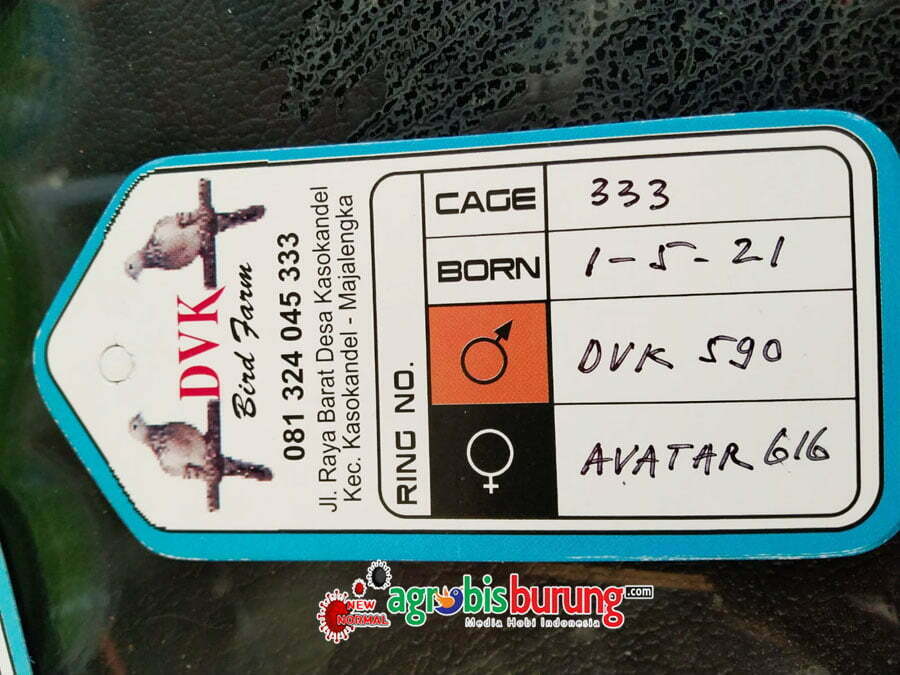 DVK
Bird Farm
081 324 045 333
Jl. Raya Barat Desa Kasokandel
Kec. Kasokandel - Majalengka
RING NO.
CAGE 333
BORN 1-5-21
♂ DVK 590
♀ AVATAR 616
NEW NORMAL
agrobisburung.com
Media Hobi Indonesia